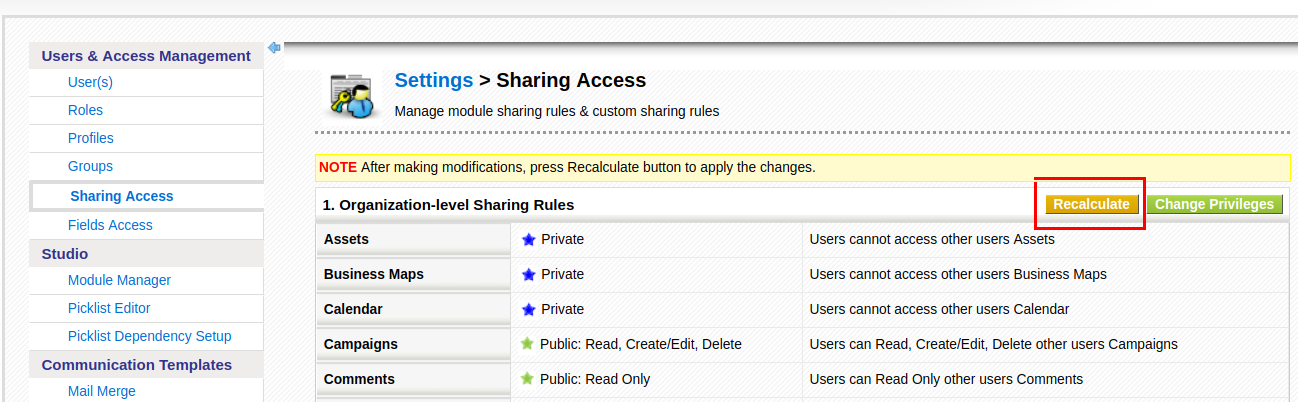 Users & Access Management
User(s)
Roles
Profiles
Groups
Sharing Access
Fields Access
Studio
Module Manager
Picklist Editor
Picklist Dependency Setup
Communication Templates
Mail Merge
Settings > Sharing Access
Manage module sharing rules & custom sharing rules
NOTE After making modifications, press Recalculate button to apply the changes.
1. Organization-level Sharing Rules Recalculate Change Privileges
Assets Private Users cannot access other users Assets
Business Maps Private Users cannot access other users Business Maps
Calendar Private Users cannot access other users Calendar
Campaigns Public: Read, Create/Edit, Delete Users can Read, Create/Edit, Delete other users Campaigns
Comments Public: Read Only Users can Read Only other users Comments